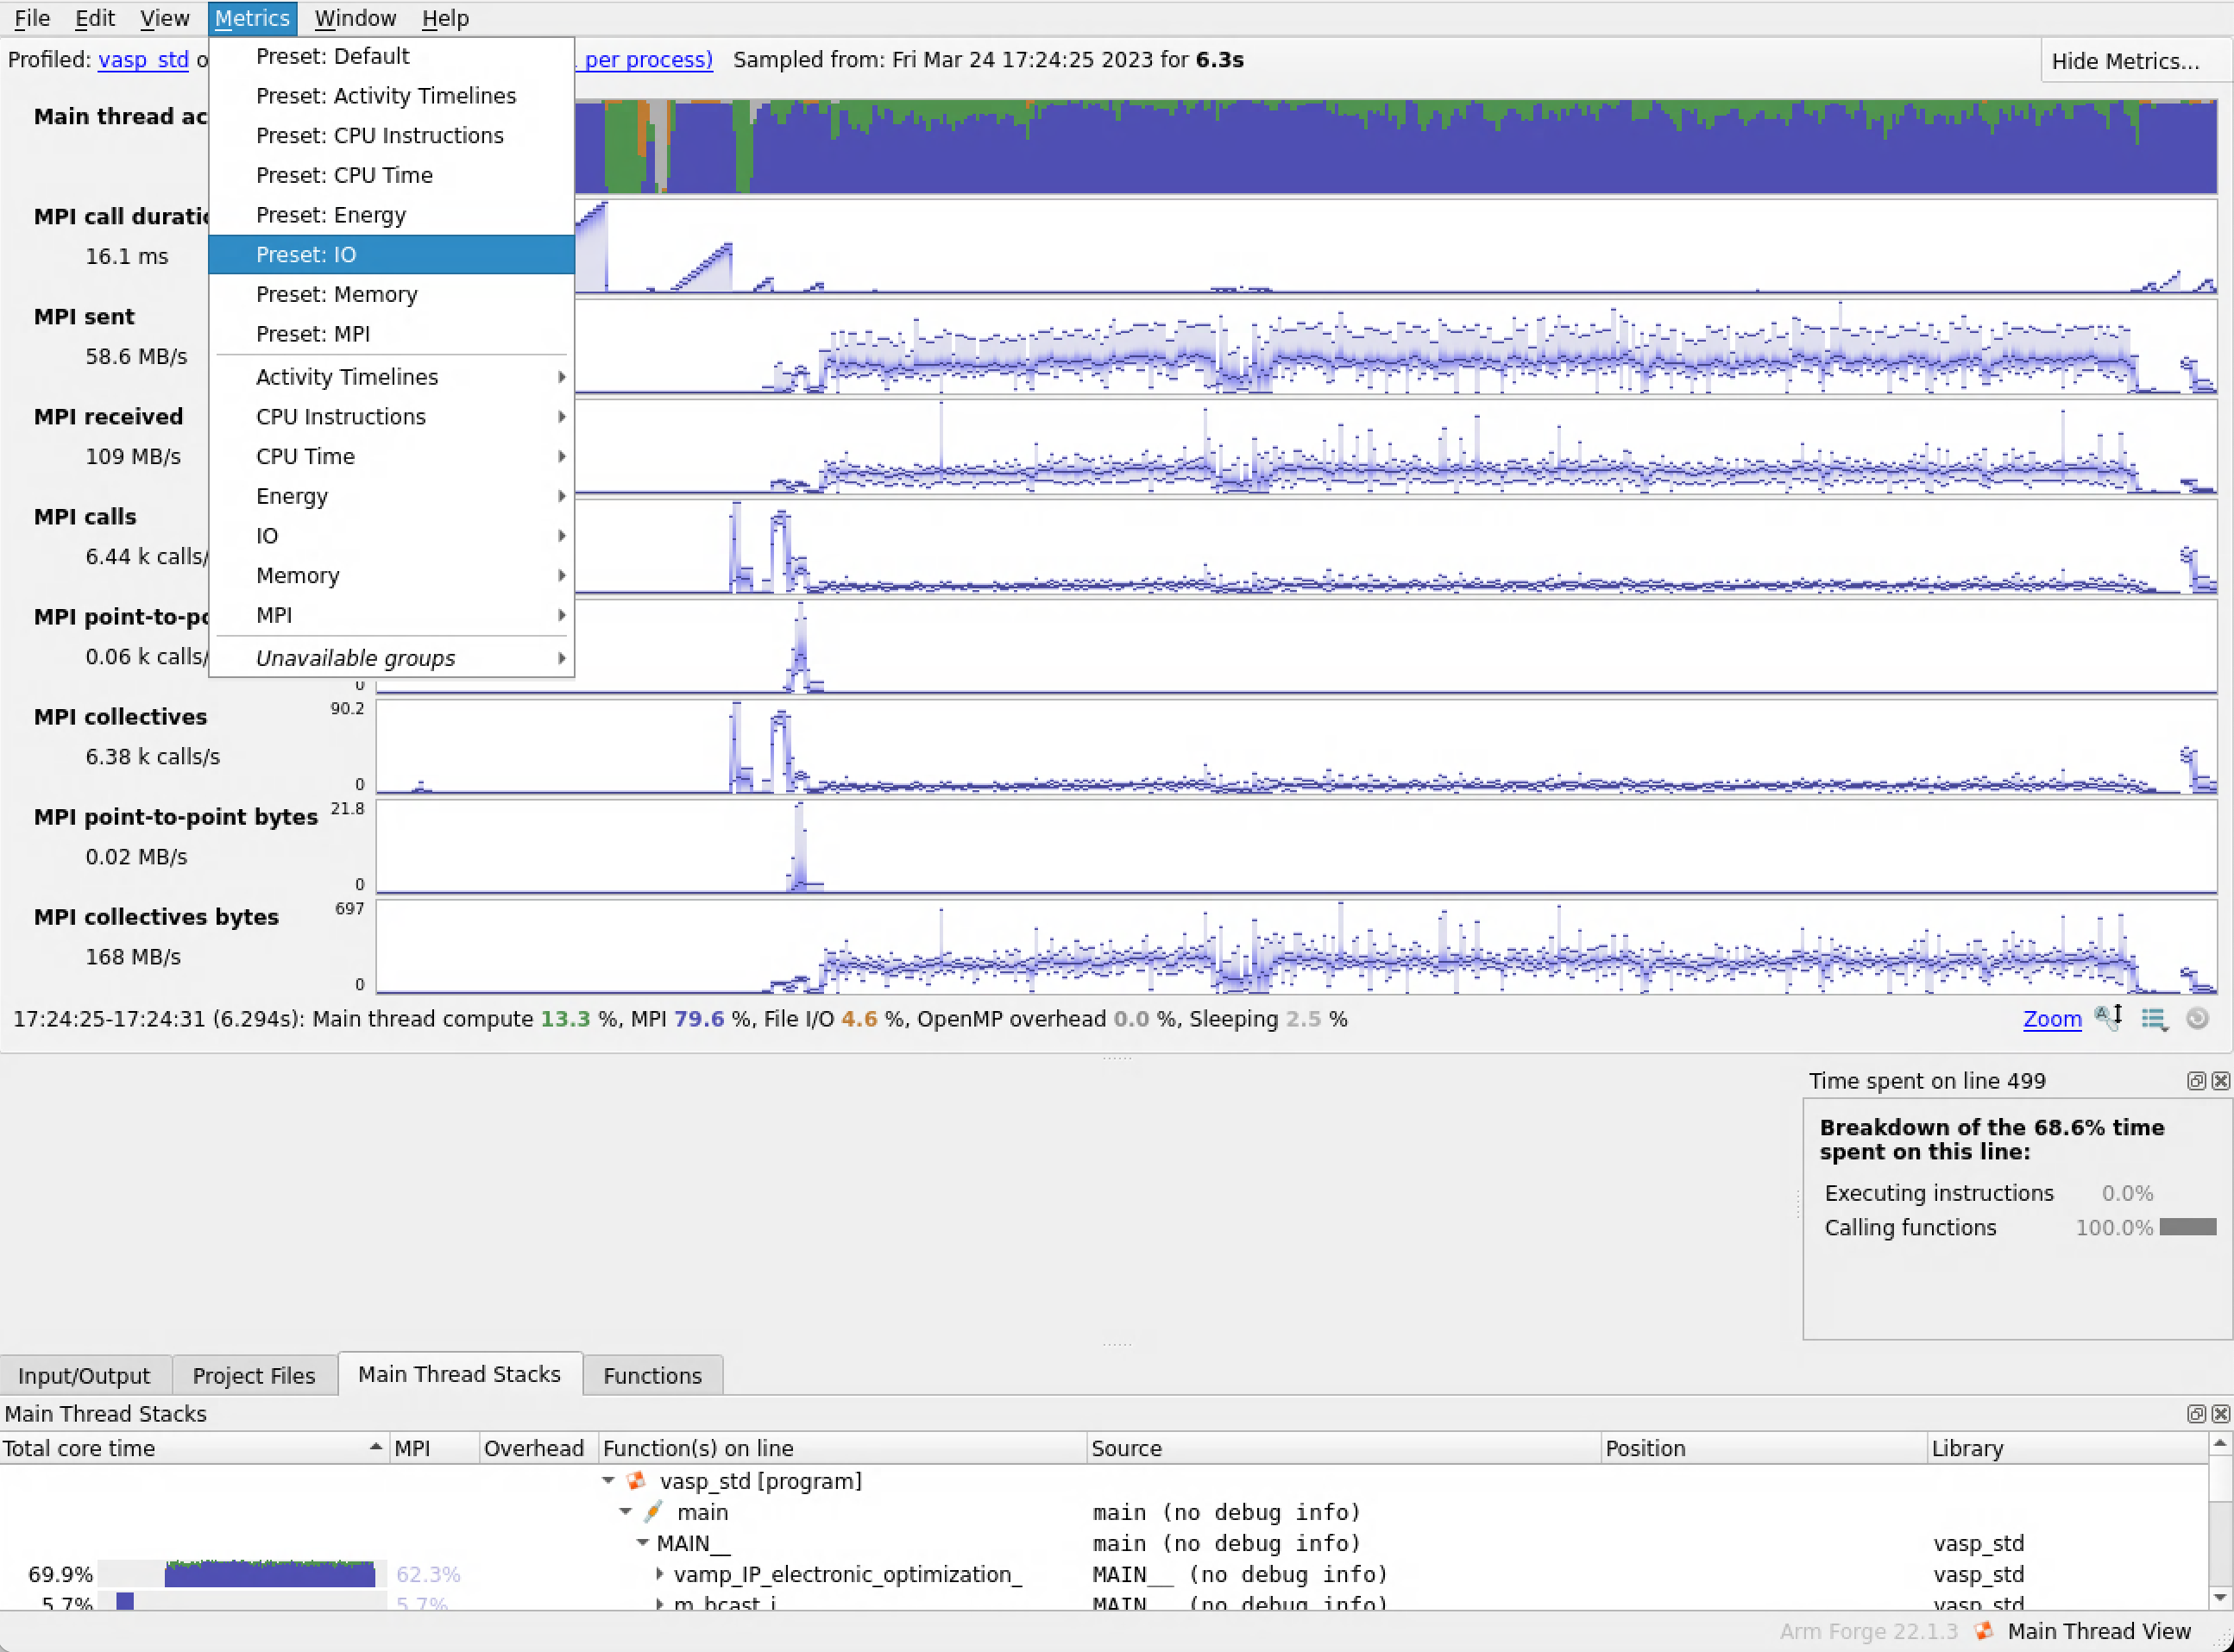 File Edit View Metrics Window Help
Profiled: vasp_std o per process) Sampled from: Fri Mar 24 17:24:25 2023 for 6.3s Hide Metrics...
Preset: Default
Preset: Activity Timelines
Preset: CPU Instructions
Preset: CPU Time
Preset: Energy
Preset: IO
Preset: Memory
Preset: MPI
Activity Timelines
CPU Instructions
CPU Time
Energy
IO
Memory
MPI
Unavailable groups
Main thread ac
MPI call duratio
16.1 ms
MPI sent
58.6 MB/s
MPI received
109 MB/s
MPI calls
6.44 k calls/
MPI point-to-po
0.06 k calls/
0
MPI collectives 90.2
6.38 k calls/s
0
MPI point-to-point bytes 21.8
0.02 MB/s
0
MPI collectives bytes 697
168 MB/s
0
17:24:25-17:24:31 (6.294s): Main thread compute 13.3 %, MPI 79.6 %, File I/O 4.6 %, OpenMP overhead 0.0 %, Sleeping 2.5 % Zoom
Time spent on line 499
Breakdown of the 68.6% time
spent on this line:
Executing instructions 0.0%
Calling functions 100.0%
Input/Output Project Files Main Thread Stacks Functions
Main Thread Stacks
Total core time MPI Overhead Function(s) on line Source Position Library
vasp_std [program]
main main (no debug info)
MAIN__ main (no debug info) vasp_std
69.9% 62.3% vamp_IP_electronic_optimization_ MAIN__ (no debug info) vasp_std
5.7% 5.7% m_bcast_i_ MAIN__ (no debug info) vasp_std
Arm Forge 22.1.3 Main Thread View